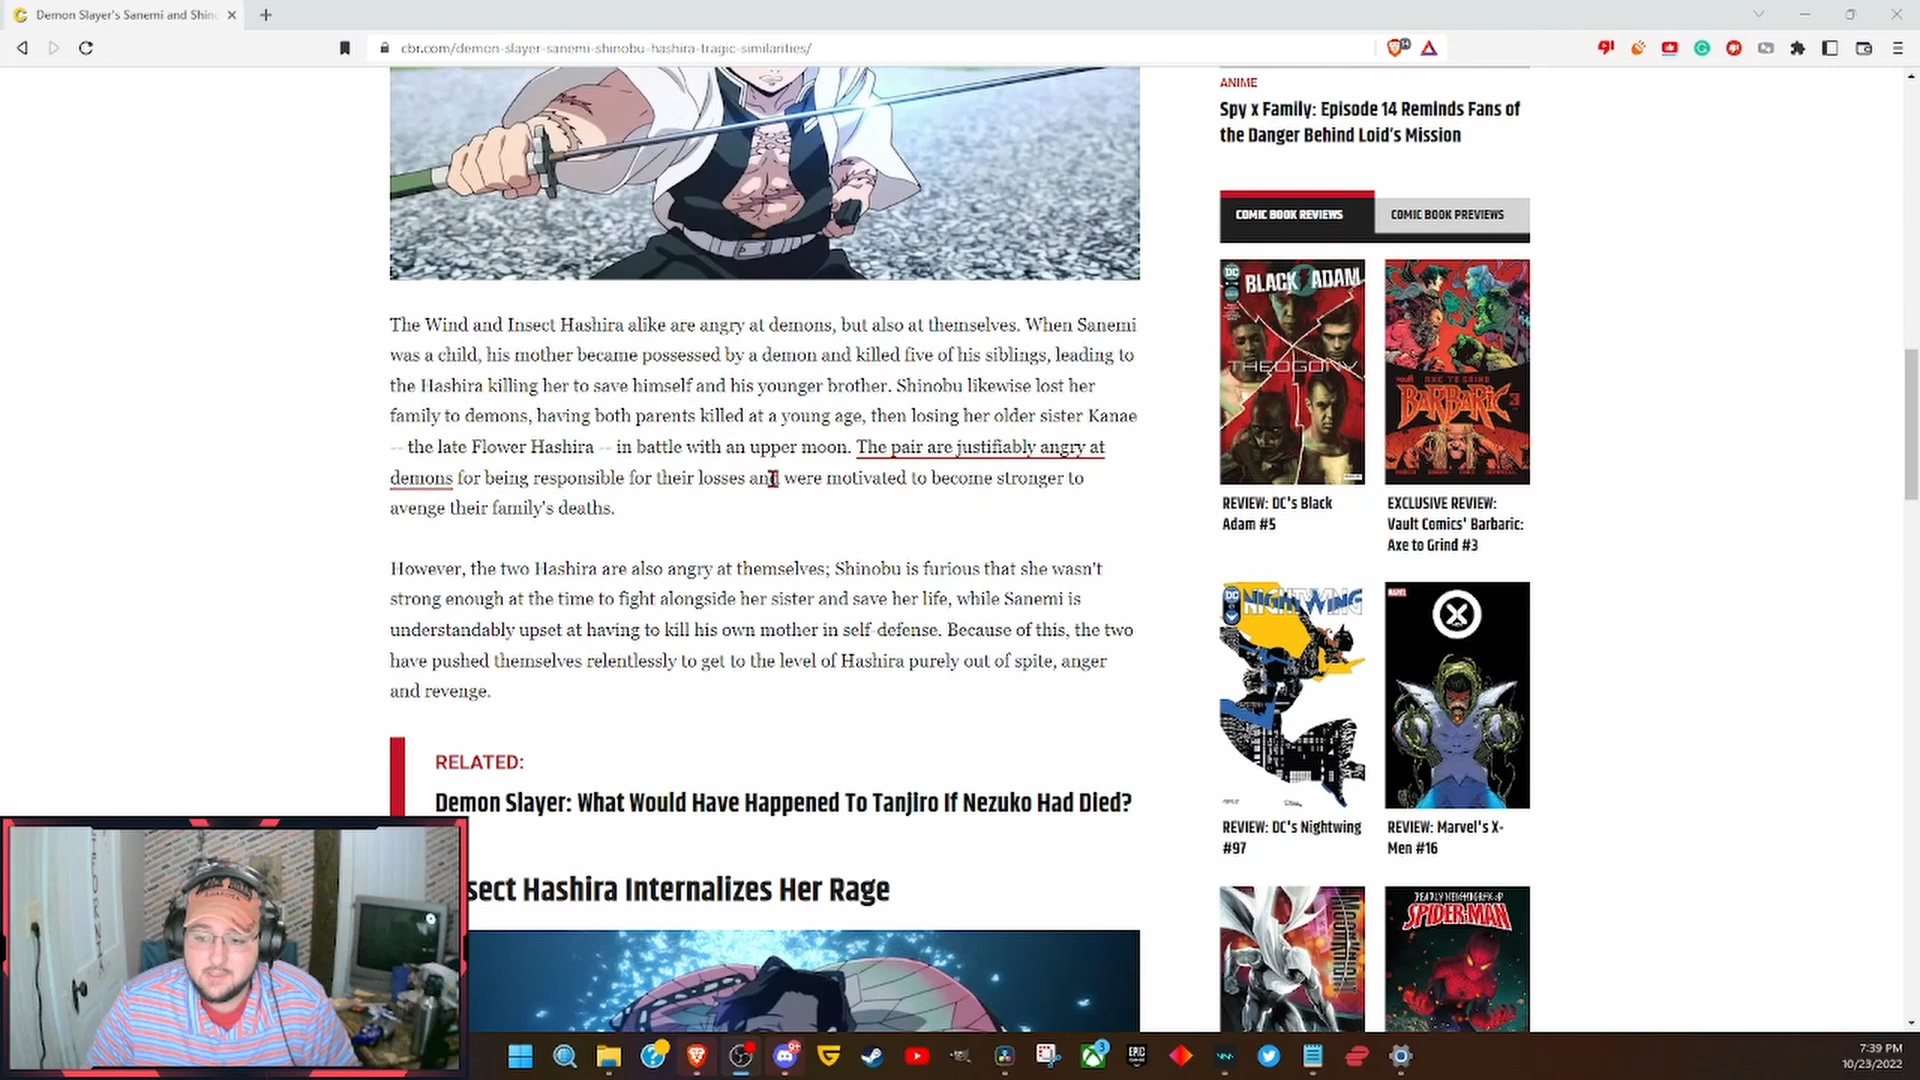 Demon Slayer's Sanemi and Shin
cbr.com/demon-slayer-sanemi-shinobu-hashira-tragic-similarities/
ANIME
Spy x Family: Episode 14 Reminds Fans of
the Danger Behind Loid's Mission
COMIC BOOK REVIEWS
COMIC BOOK PREVIEWS
The Wind and Insect Hashira alike are angry at demons, but also at themselves. When Sanemi
was a child, his mother became possessed by a demon and killed five of his siblings, leading to
the Hashira killing her to save himself and his younger brother. Shinobu likewise lost her
family to demons, having both parents killed at a young age, then losing her older sister Kanae
-- the late Flower Hashira -- in battle with an upper moon. The pair are justifiably angry at
demons for being responsible for their losses and were motivated to become stronger to
avenge their family's deaths.
However, the two Hashira are also angry at themselves; Shinobu is furious that she wasn't
strong enough at the time to fight alongside her sister and save her life, while Sanemi is
understandably upset at having to kill his own mother in self-defense. Because of this, the two
have pushed themselves relentlessly to get to the level of Hashira purely out of spite, anger
and revenge.
RELATED:
Demon Slayer: What Would Have Happened To Tanjiro If Nezuko Had Died?
sect Hashira Internalizes Her Rage
DC
BLACK ADAM
THEOGONY
AXE TO GRIND
BARBARIC
3
REVIEW: DC's Black
Adam #5
EXCLUSIVE REVIEW:
Vault Comics' Barbaric:
Axe to Grind #3
DC
NIGHTWING
MARVEL
X
REVIEW: DC's Nightwing
#97
REVIEW: Marvel's X-
Men #16
MOON KNIGHT
DEADLY NEIGHBORHOOD
SPIDER-MAN
9+
EPIC
3
7:39 PM
10/23/2022